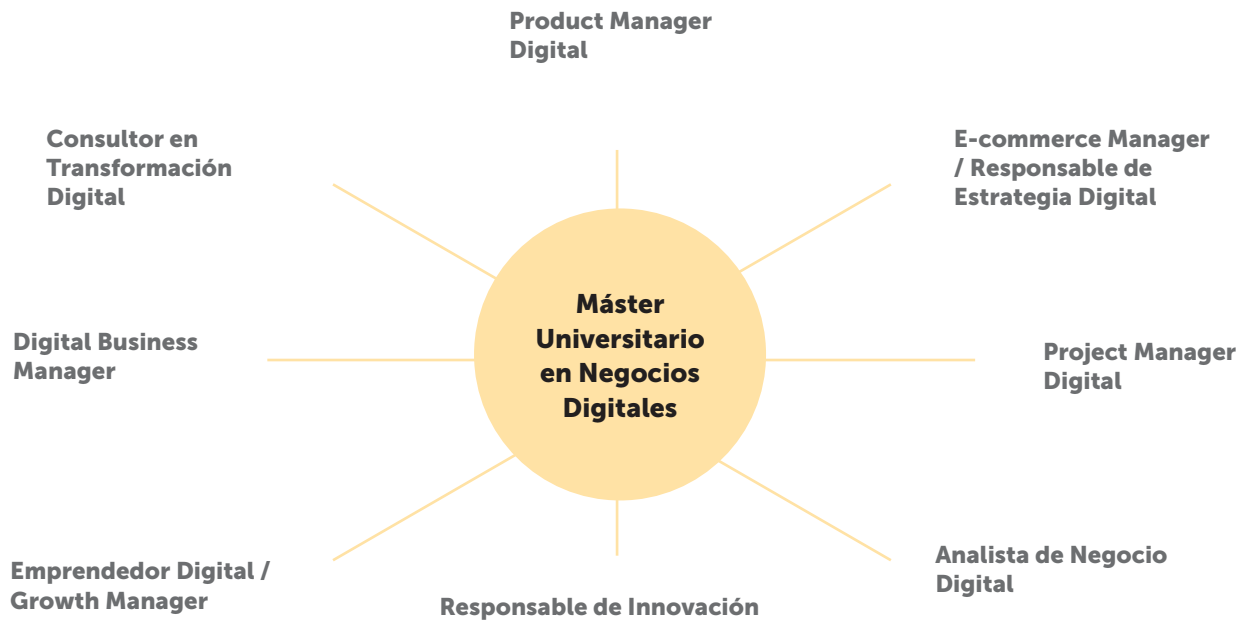 Product Manager
Digital
Consultor en
Transformación
Digital
E-commerce Manager
/ Responsable de
Estrategia Digital
Máster
Universitario
en Negocios
Digitales
Digital Business
Manager
Project Manager
Digital
Emprendedor Digital /
Growth Manager
Responsable de Innovación
Analista de Negocio
Digital